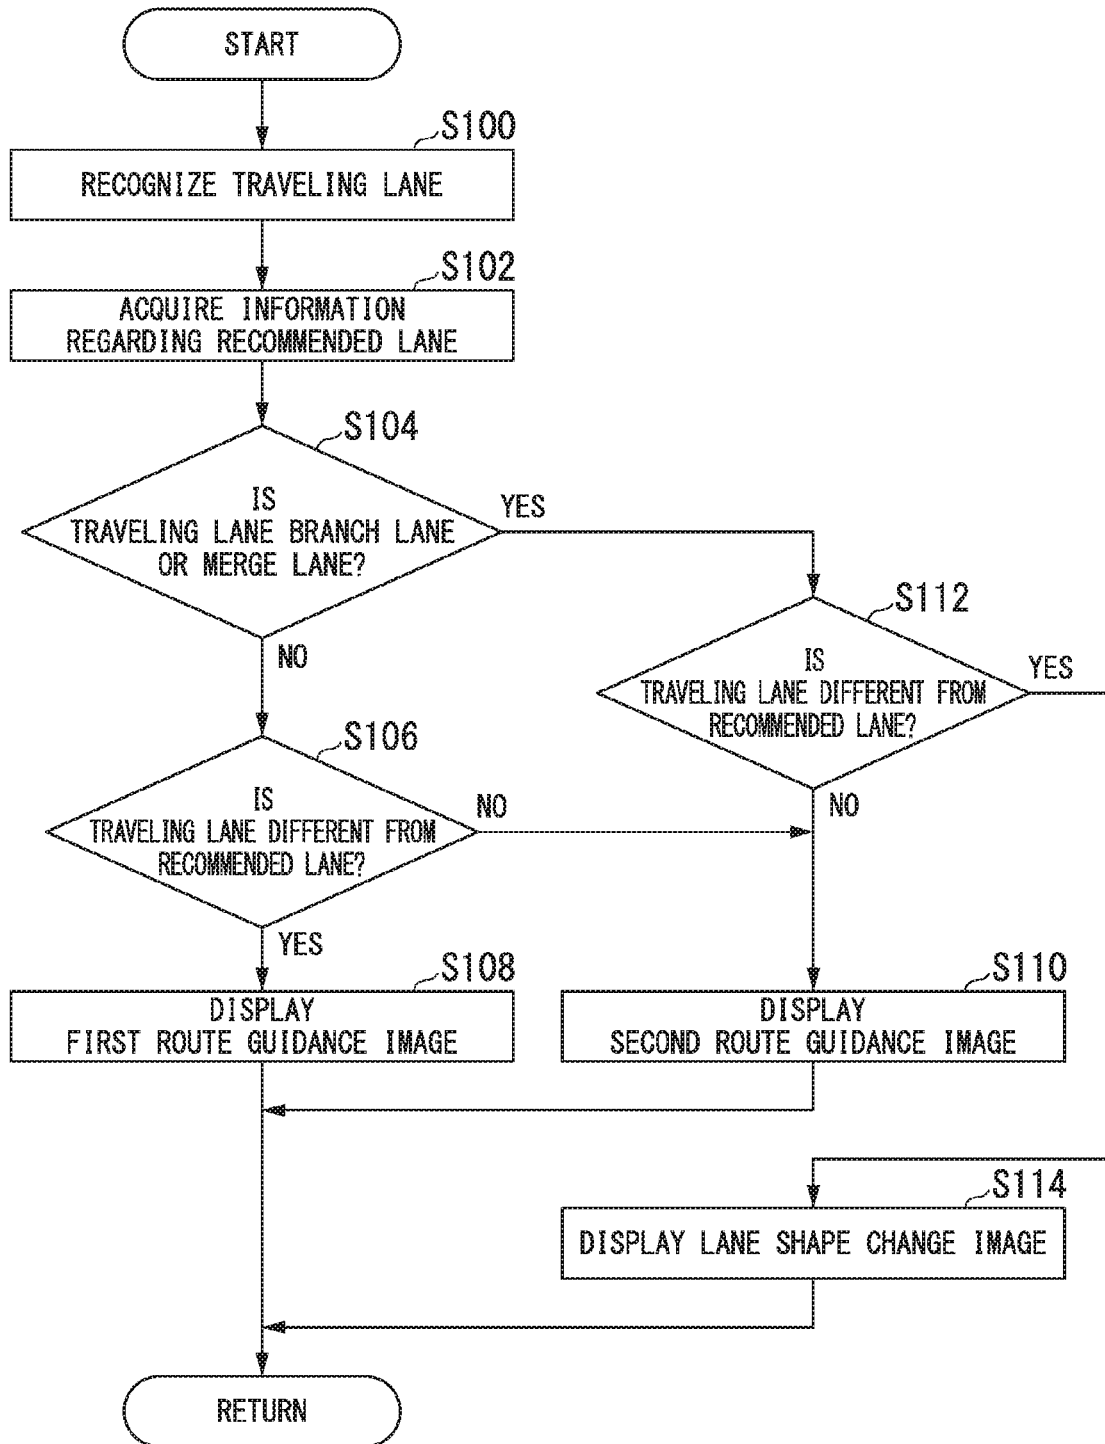 START
S100
RECOGNIZE TRAVELING LANE
S102
ACQUIRE INFORMATION
REGARDING RECOMMENDED LANE
S104
IS
TRAVELING LANE BRANCH LANE
OR MERGE LANE?
YES
NO
S112
IS
TRAVELING LANE DIFFERENT FROM
RECOMMENDED LANE?
YES
NO
S106
IS
TRAVELING LANE DIFFERENT FROM
RECOMMENDED LANE?
NO
YES
S108
DISPLAY
FIRST ROUTE GUIDANCE IMAGE
S110
DISPLAY
SECOND ROUTE GUIDANCE IMAGE
S114
DISPLAY LANE SHAPE CHANGE IMAGE
RETURN